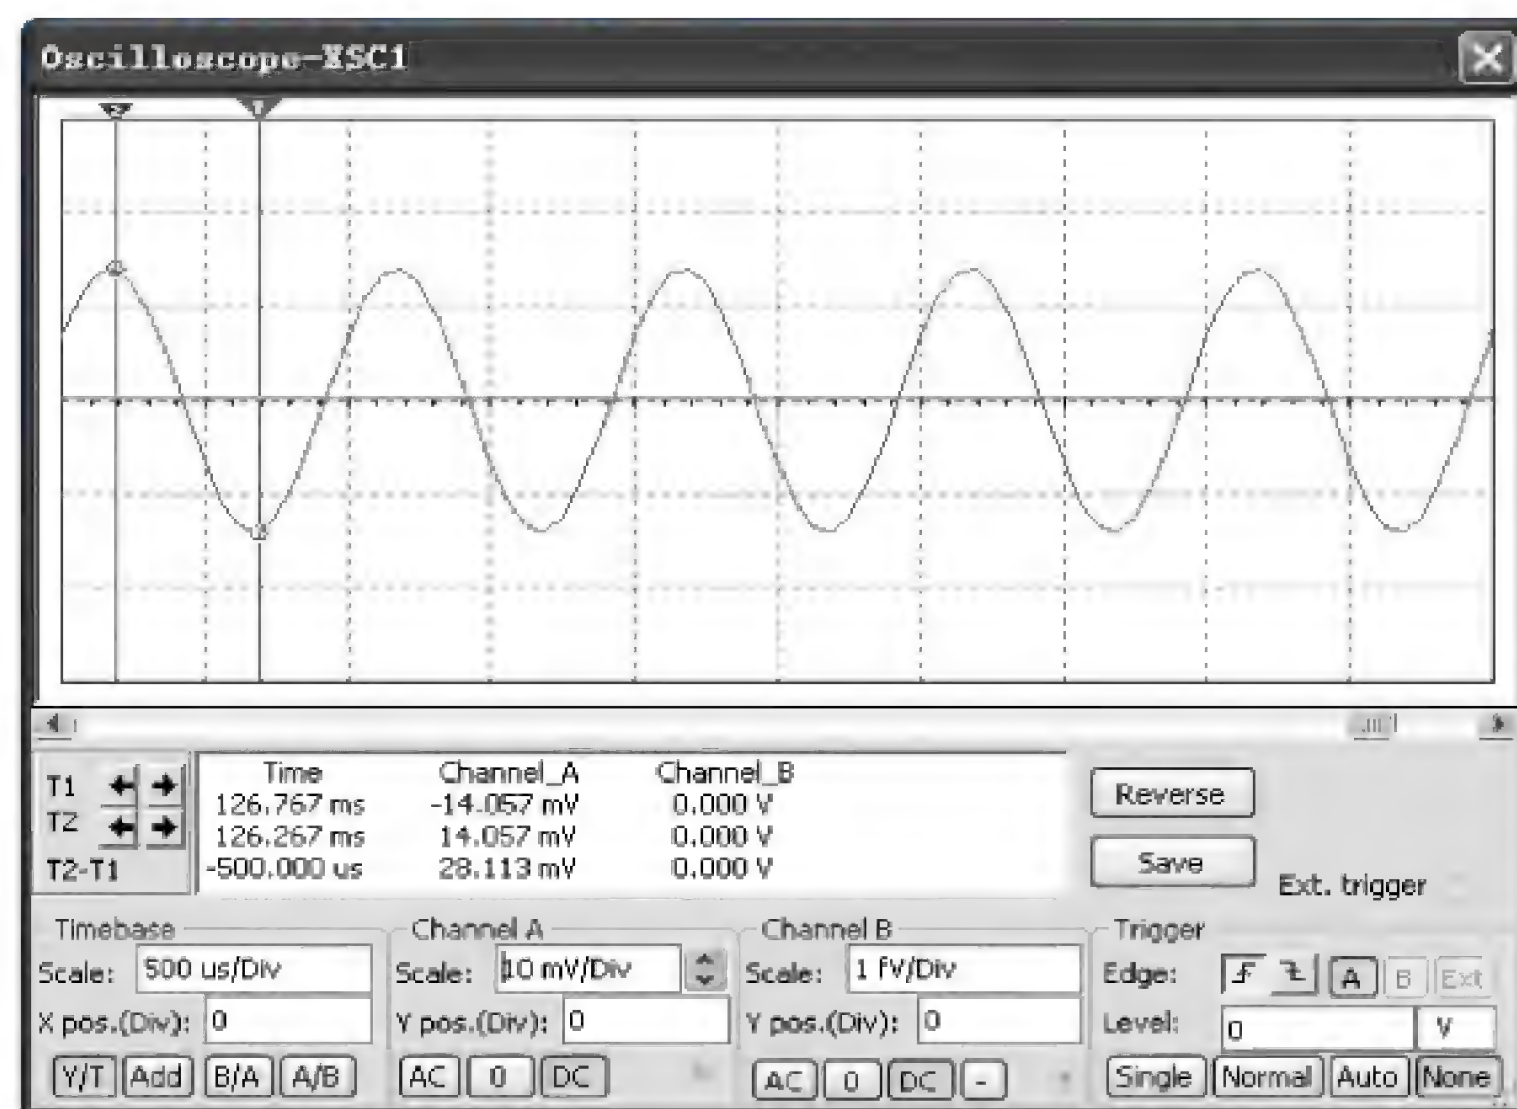 Oscilloscope-XSC1
2 1
Time Channel_A Channel_B
T1 126.767 ms -14.057 mV 0.000 V
T2 126.267 ms 14.057 mV 0.000 V
T2-T1 -500.000 us 28.113 mV 0.000 V
Reverse
Save
Ext. trigger
Timebase Channel A Channel B Trigger
Scale: 500 us/Div Scale: 10 mV/Div Scale: 1 fV/Div Edge: A B Ext
X pos.(Div): 0 Y pos.(Div): 0 Y pos.(Div): 0 Level: 0 V
Y/T Add B/A A/B AC 0 DC AC 0 DC - Single Normal Auto None